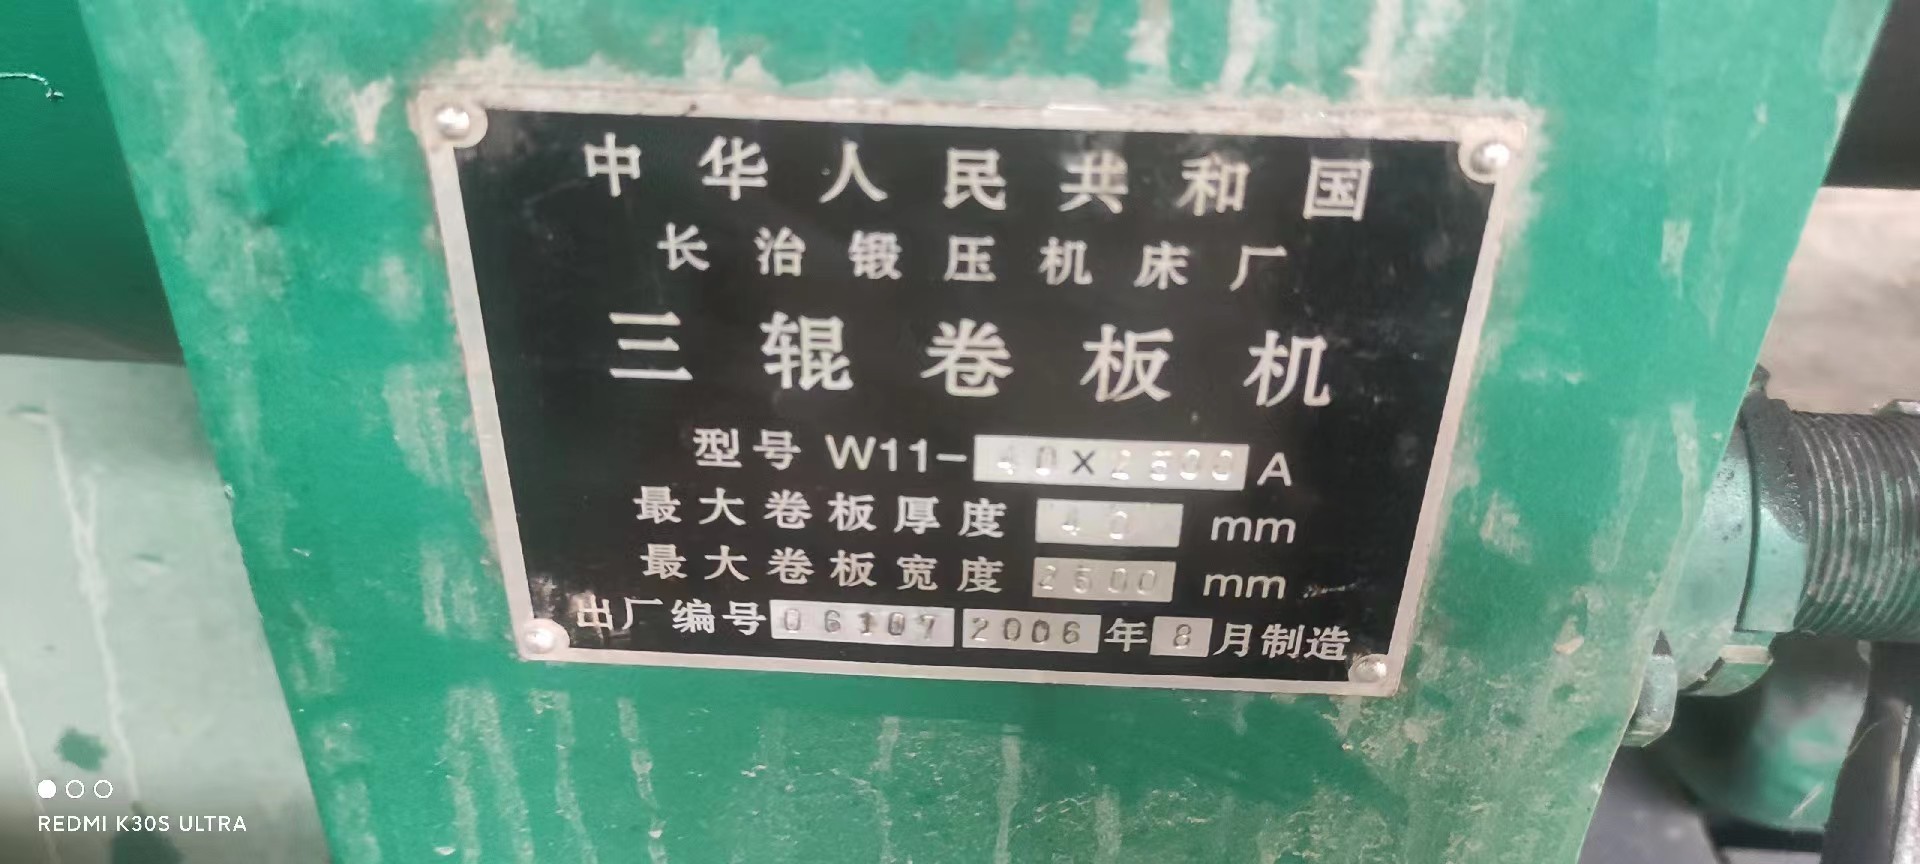 中华人民共和国
长治锻压机床厂
三辊卷板机
型号 W11-40×2500A
最大卷板厚度 40 mm
最大卷板宽度 2500 mm
出厂编号 06107 2006年8月制造
REDMI K30S ULTRA